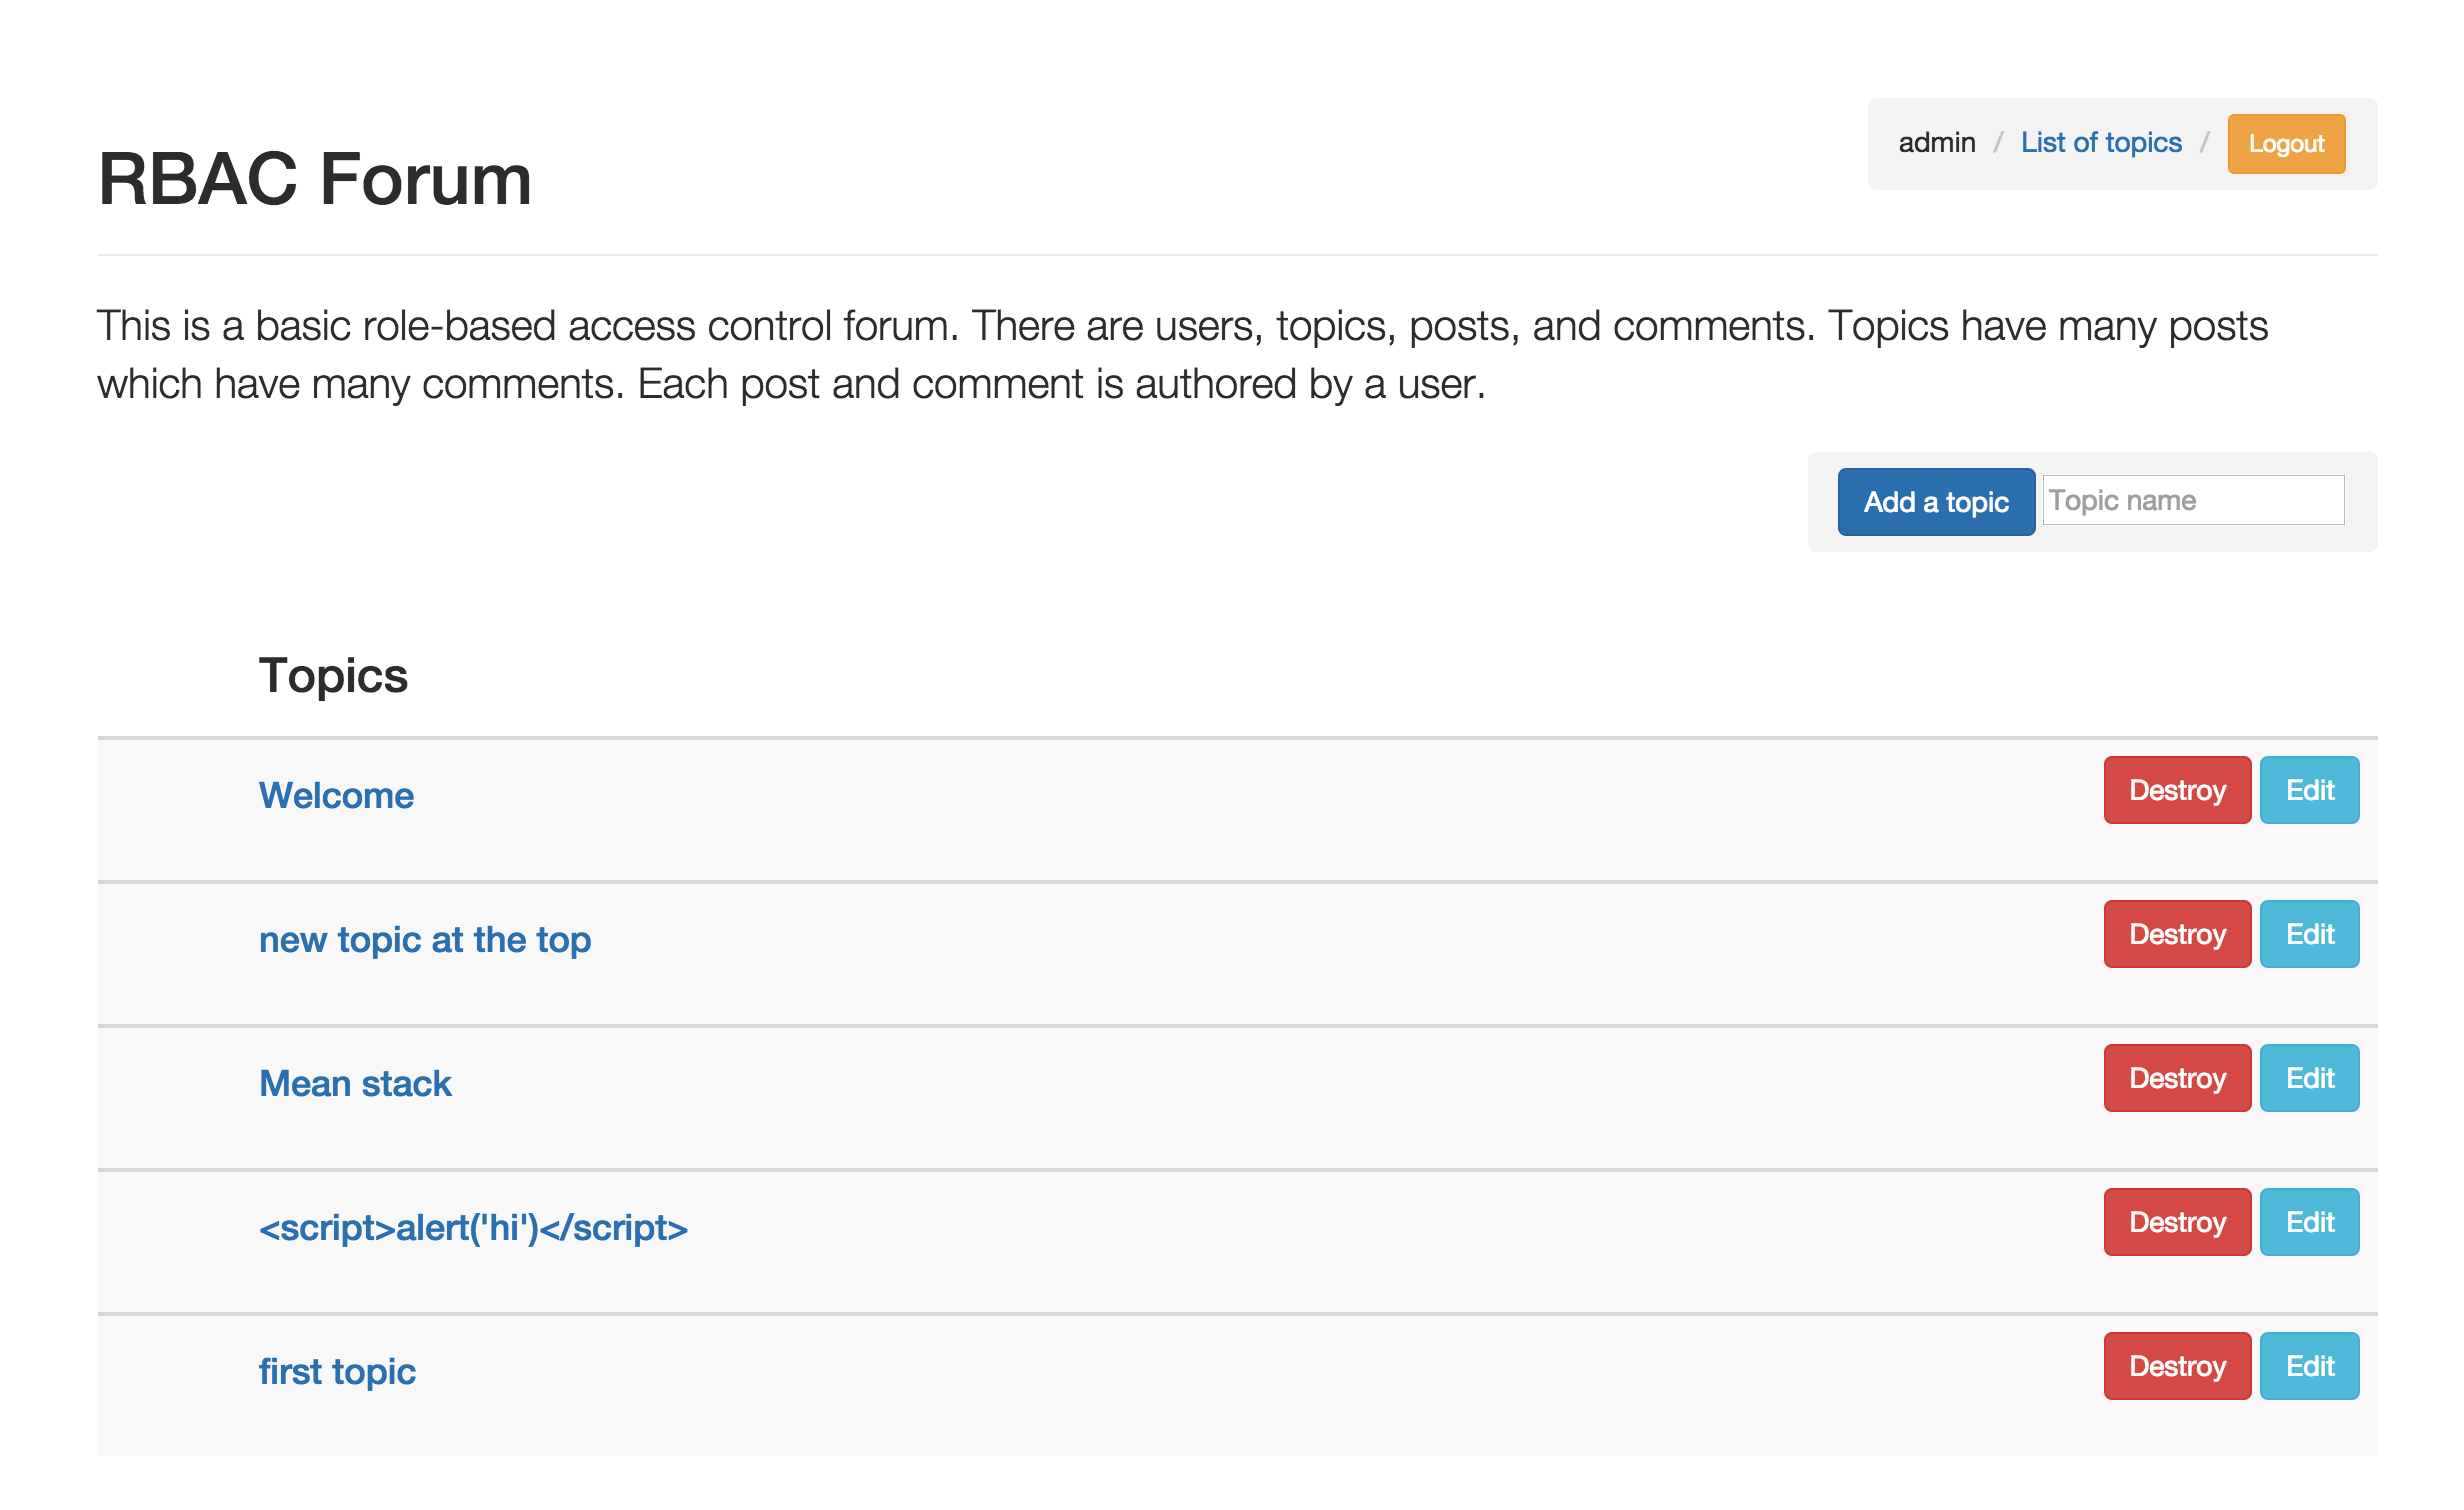 RBAC Forum
admin / List of topics / Logout
This is a basic role-based access control forum. There are users, topics, posts, and comments. Topics have many posts
which have many comments. Each post and comment is authored by a user.
Add a topic Topic name
Topics
Welcome Destroy Edit
new topic at the top Destroy Edit
Mean stack Destroy Edit
<script>alert('hi')</script> Destroy Edit
first topic Destroy Edit